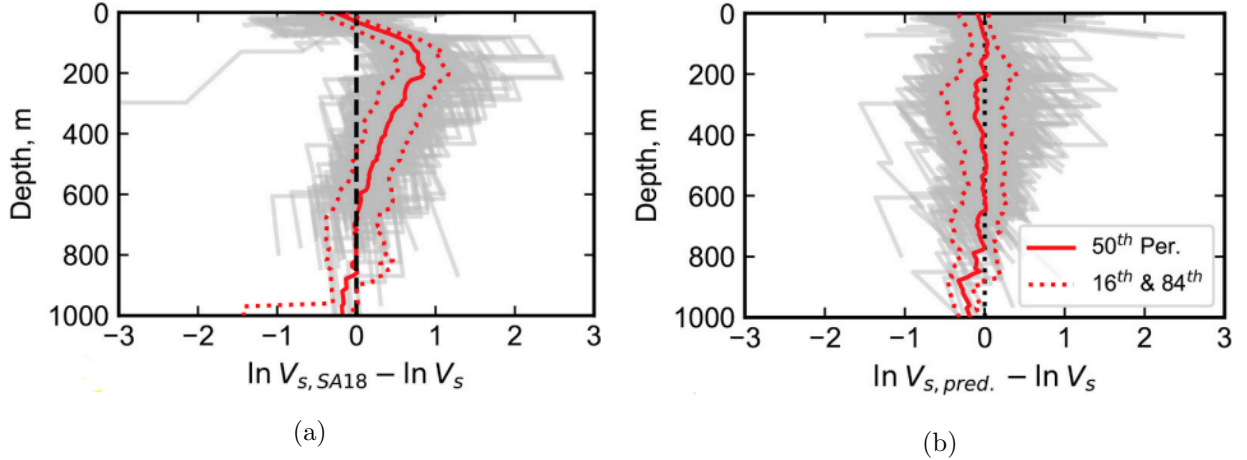 0
200
400
600
800
1000
Depth, m
−3 −2 −1 0 1 2 3
ln V_{s, SA18} − ln V_s
(a)
0
200
400
600
800
1000
Depth, m
50^{th} Per.
16^{th} & 84^{th}
−3 −2 −1 0 1 2 3
ln V_{s, pred.} − ln V_s
(b)